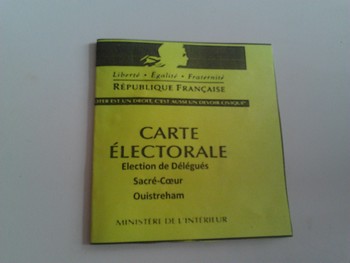 Liberté • Égalité • Fraternité
RÉPUBLIQUE FRANÇAISE
OTER EST UN DROIT, C'EST AUSSI UN DEVOIR CIVIQUE
CARTE
ÉLECTORALE
Election de Délégués
Sacré-Cœur
Ouistreham
MINISTÈRE DE L'INTÉRIEUR